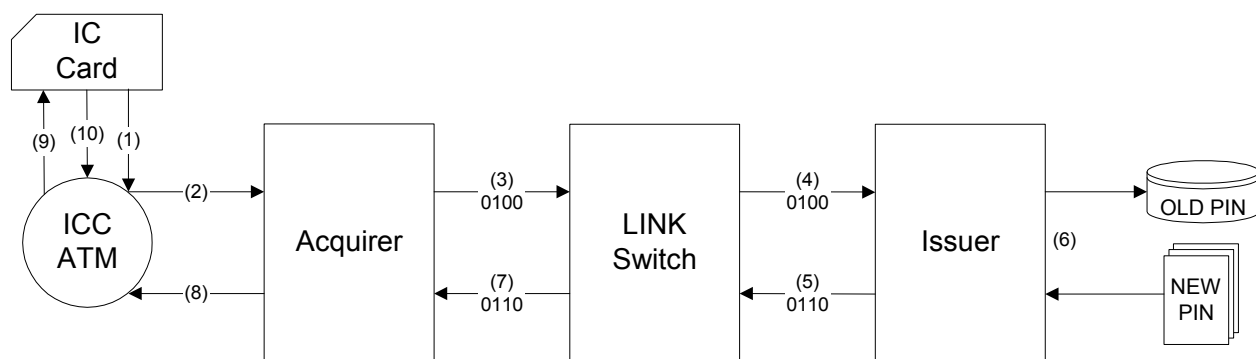 IC
Card
(9)
(10)
(1)
ICC
ATM
(2)
(8)
Acquirer
(3)
0100
(7)
0110
LINK
Switch
(4)
0100
(5)
0110
Issuer
(6)
OLD PIN
NEW
PIN